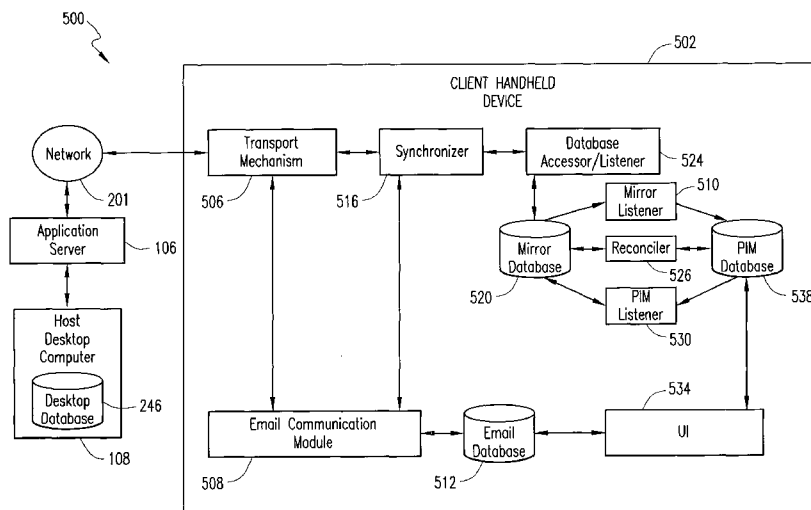 500
502
CLIENT HANDHELD
DEVICE
Network
201
Transport
Mechanism
506
Synchronizer
516
Database
Accessor/Listener
524
Mirror
Listener
510
Application
Server
106
Mirror
Database
520
Reconciler
526
PIM
Database
538
PIM
Listener
530
Host
Desktop
Computer
Desktop
Database
246
108
Email Communication
Module
508
Email
Database
512
534
UI